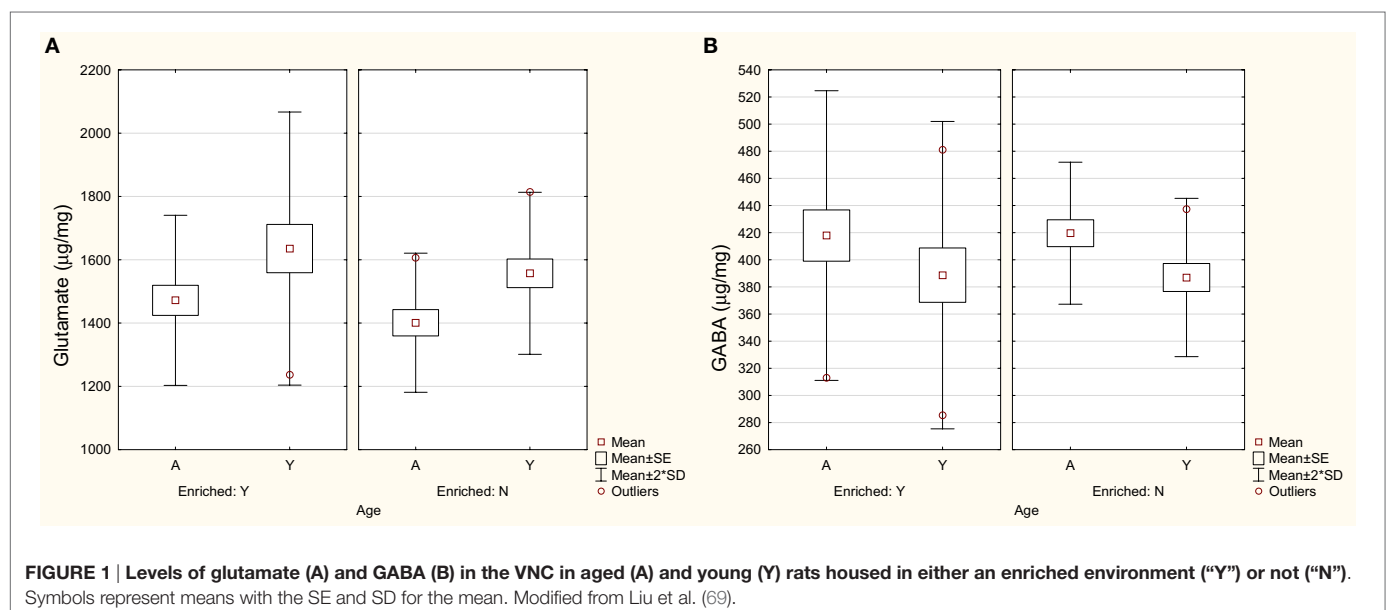 A
Glutamate (µg/mg)
2200
2000
1800
1600
1400
1200
1000
A
Y
A
Y
Enriched: Y
Enriched: N
Age
Mean
Mean±SE
Mean±2*SD
Outliers
B
GABA (µg/mg)
540
520
500
480
460
440
420
400
380
360
340
320
300
280
260
A
Y
A
Y
Enriched: Y
Enriched: N
Age
Mean
Mean±SE
Mean±2*SD
Outliers
FIGURE 1 | Levels of glutamate (A) and GABA (B) in the VNC in aged (A) and young (Y) rats housed in either an enriched environment (“Y”) or not (“N”).
Symbols represent means with the SE and SD for the mean. Modified from Liu et al. (69).